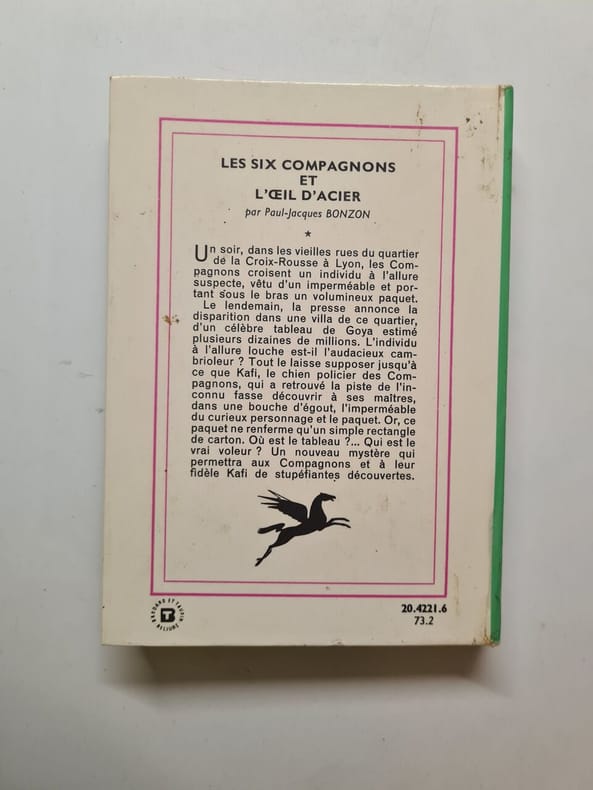 LES SIX COMPAGNONS
ET
L'ŒIL D'ACIER
par Paul-Jacques BONZON
★
Un soir, dans les vieilles rues du quartier
de la Croix-Rousse à Lyon, les Com-
pagnons croisent un individu à l'allure
suspecte, vêtu d'un imperméable et por-
tant sous le bras un volumineux paquet.
Le lendemain, la presse annonce la
disparition dans une villa de ce quartier,
d'un célèbre tableau de Goya estimé
plusieurs dizaines de millions. L'individu
à l'allure louche est-il l'audacieux cam-
brioleur ? Tout le laisse supposer jusqu'à
ce que Kafi, le chien policier des Com-
pagnons, qui a retrouvé la piste de l'in-
connu fasse découvrir à ses maîtres,
dans une bouche d'égout, l'imperméable
du curieux personnage et le paquet. Or, ce
paquet ne renferme qu'un simple rectangle
de carton. Où est le tableau ?... Qui est le
vrai voleur ? Un nouveau mystère qui
permettra aux Compagnons et à leur
fidèle Kafi de stupéfiantes découvertes.
BRODARD ET TAUPIN
RELIURE
20.4221.6
73.2